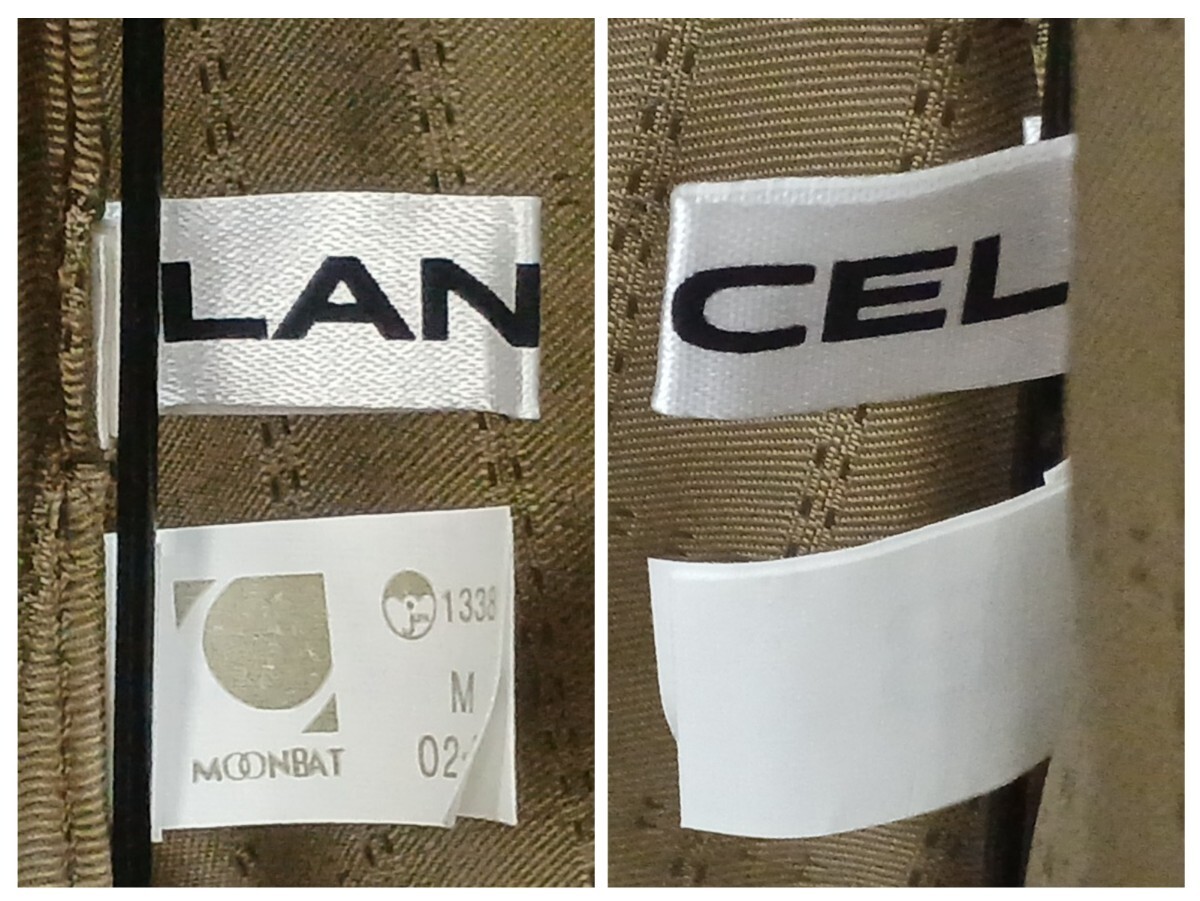 LAN
MOONBAT
1338
M
02-
CEL